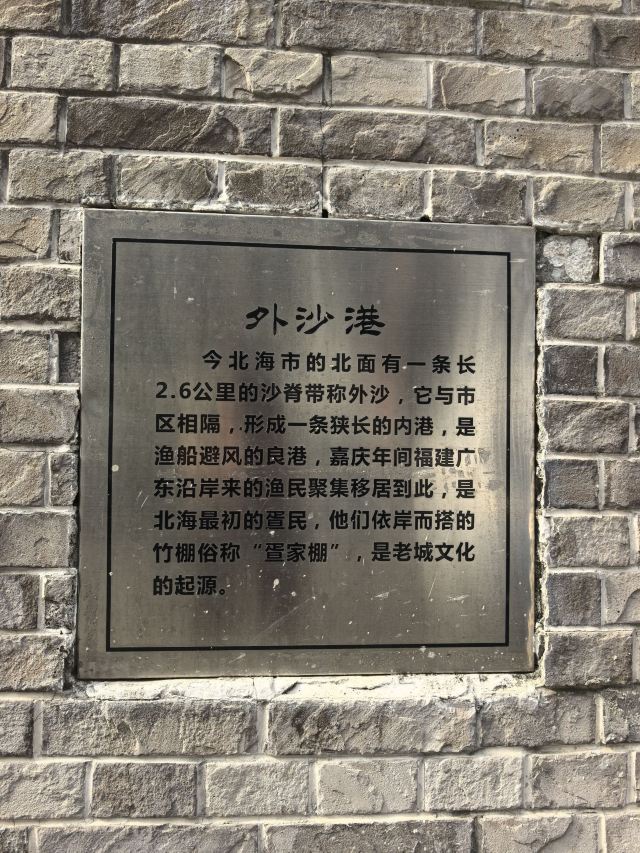 外沙港
今北海市的北面有一条长
2.6公里的沙脊带称外沙，它与市
区相隔，形成一条狭长的内港，是
渔船避风的良港，嘉庆年间福建广
东沿岸来的渔民聚集移居到此，是
北海最初的疍民，他们依岸而搭的
竹棚俗称“疍家棚”，是老城文化
的起源。